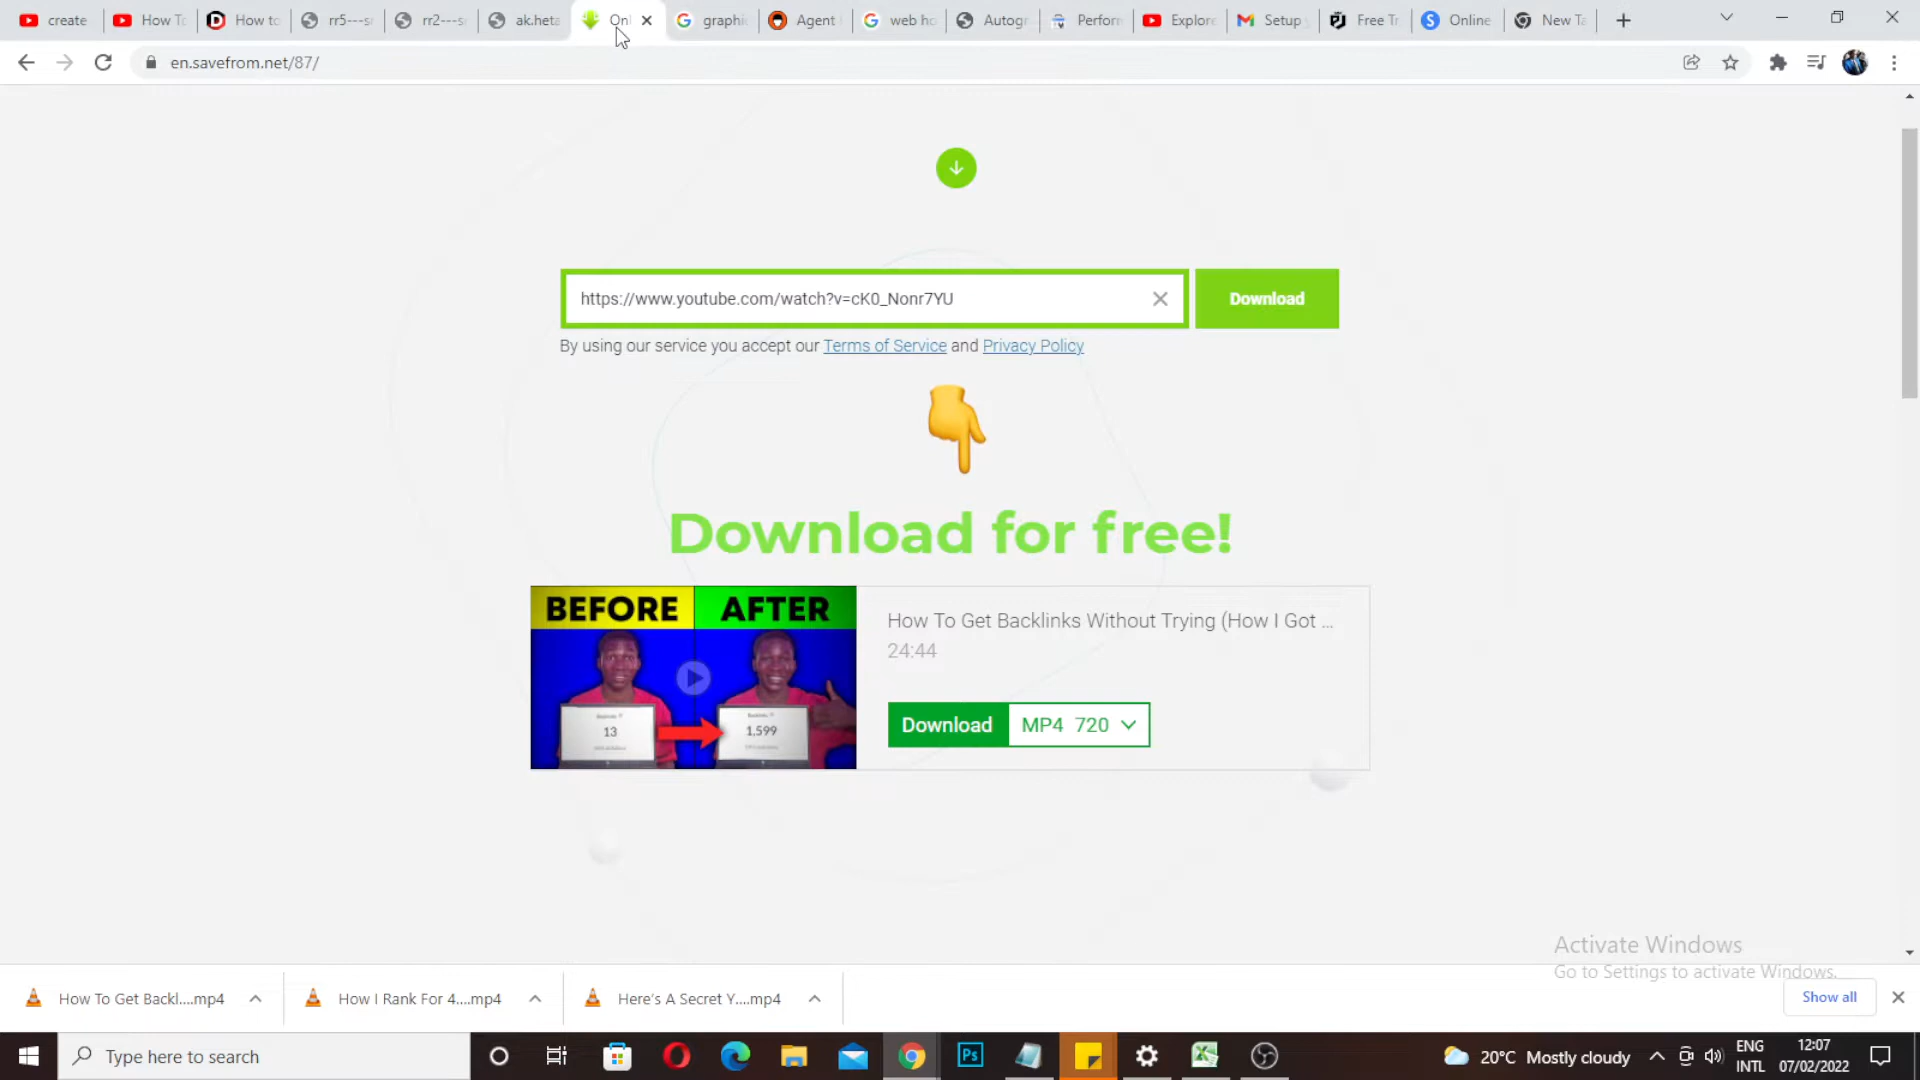 create
How To
How to
rr5---s
rr2---s
ak.heta
Onl
graphic
Agent
web ho
Autogr
Perform
Explore
Setup
Free Tr
Online
New Ta
en.savefrom.net/87/
https://www.youtube.com/watch?v=cK0_Nonr7YU
Download
By using our service you accept our Terms of Service and Privacy Policy
Download for free!
BEFORE
AFTER
13
1,599
How To Get Backlinks Without Trying (How I Got ...
24:44
Download
MP4 720
Activate Windows
Go to Settings to activate Windows.
How To Get Backl....mp4
How I Rank For 4....mp4
Here's A Secret Y....mp4
Show all
Type here to search
Ps
20°C Mostly cloudy
ENG
INTL
12:07
07/02/2022